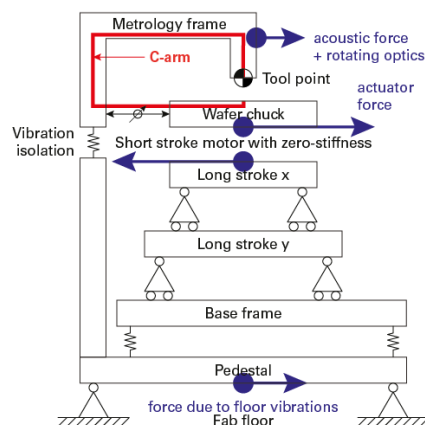 Metrology frame
acoustic force
+ rotating optics
C-arm
Tool point
actuator
force
Wafer chuck
Vibration
isolation
Short stroke motor with zero-stiffness
Long stroke x
Long stroke y
Base frame
Pedestal
force due to floor vibrations
Fab floor